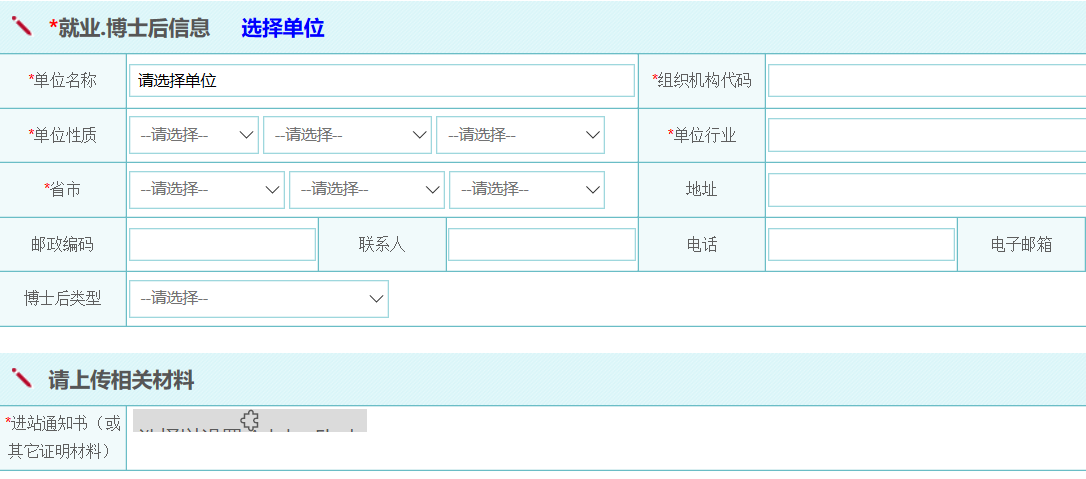 *就业.博士后信息 选择单位
*单位名称 请选择单位 *组织机构代码
*单位性质 --请选择-- --请选择-- --请选择-- *单位行业
*省市 --请选择-- --请选择-- --请选择-- 地址
邮政编码 联系人 电话 电子邮箱
博士后类型 --请选择--
请上传相关材料
*进站通知书（或
其它证明材料）